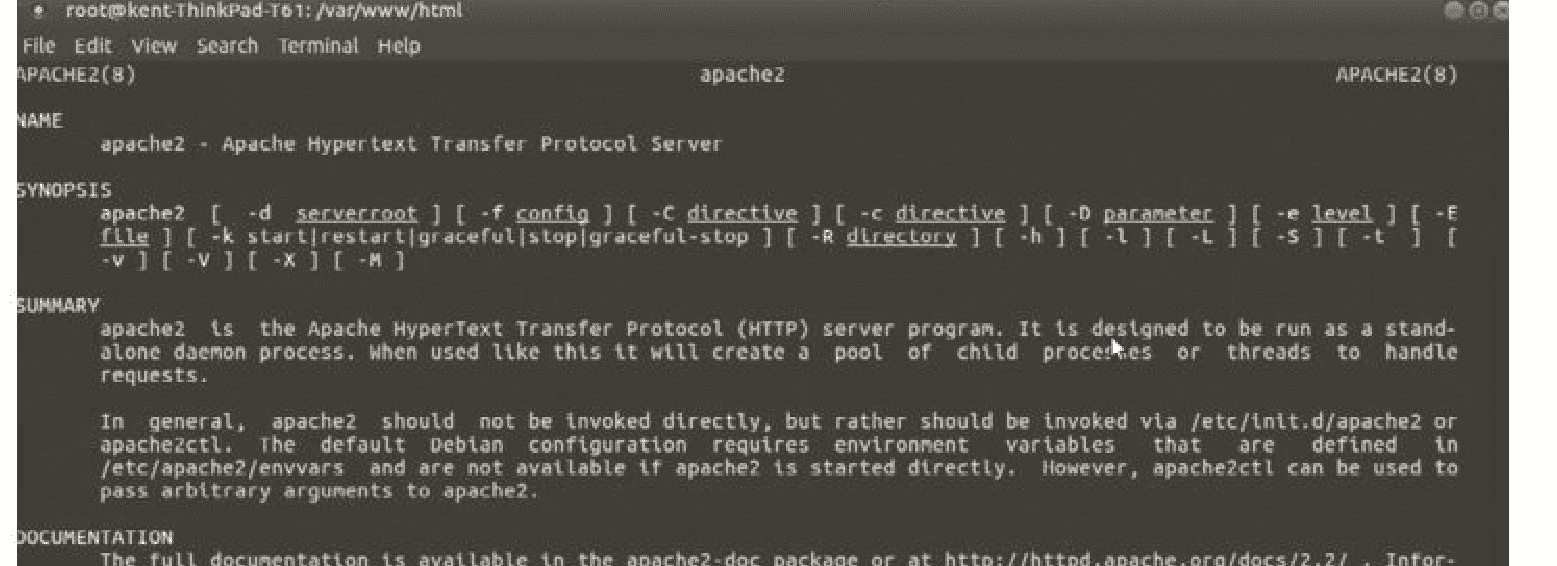 root@kent-ThinkPad-T61: /var/www/html
File Edit View Search Terminal Help
APACHE2(8) apache2 APACHE2(8)
NAME
apache2 - Apache Hypertext Transfer Protocol Server
SYNOPSIS
apache2 [ -d serverroot ] [ -f config ] [ -C directive ] [ -c directive ] [ -D parameter ] [ -e level ] [ -E
file ] [ -k start|restart|graceful|stop|graceful-stop ] [ -R directory ] [ -h ] [ -l ] [ -L ] [ -S ] [ -t ] [
-v ] [ -V ] [ -X ] [ -M ]
SUMMARY
apache2 is the Apache HyperText Transfer Protocol (HTTP) server program. It is designed to be run as a stand-
alone daemon process. When used like this it will create a pool of child processes or threads to handle
requests.
In general, apache2 should not be invoked directly, but rather should be invoked via /etc/init.d/apache2 or
apache2ctl. The default Debian configuration requires environment variables that are defined in
/etc/apache2/envvars and are not available if apache2 is started directly. However, apache2ctl can be used to
pass arbitrary arguments to apache2.
DOCUMENTATION
The full documentation is available in the apache2-doc package or at http://httpd.apache.org/docs/2.2/ . Infor-